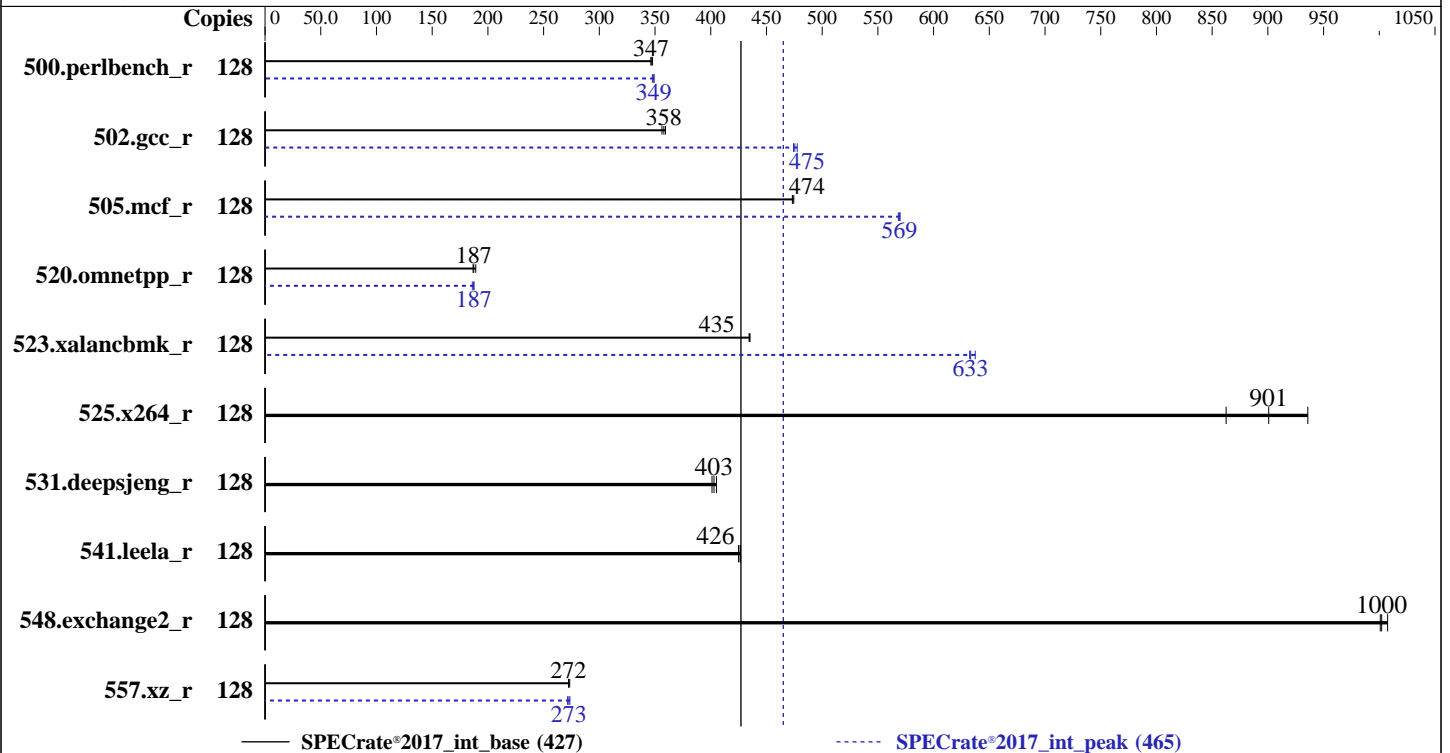 Copies 0 50.0 100 150 200 250 300 350 400 450 500 550 600 650 700 750 800 850 900 950 1050
347
500.perlbench_r 128
349
358
502.gcc_r 128
475
474
505.mcf_r 128
569
187
520.omnetpp_r 128
187
435
523.xalancbmk_r 128
633
901
525.x264_r 128
403
531.deepsjeng_r 128
426
541.leela_r 128
1000
548.exchange2_r 128
272
557.xz_r 128
273
SPECrate®2017_int_base (427) SPECrate®2017_int_peak (465)